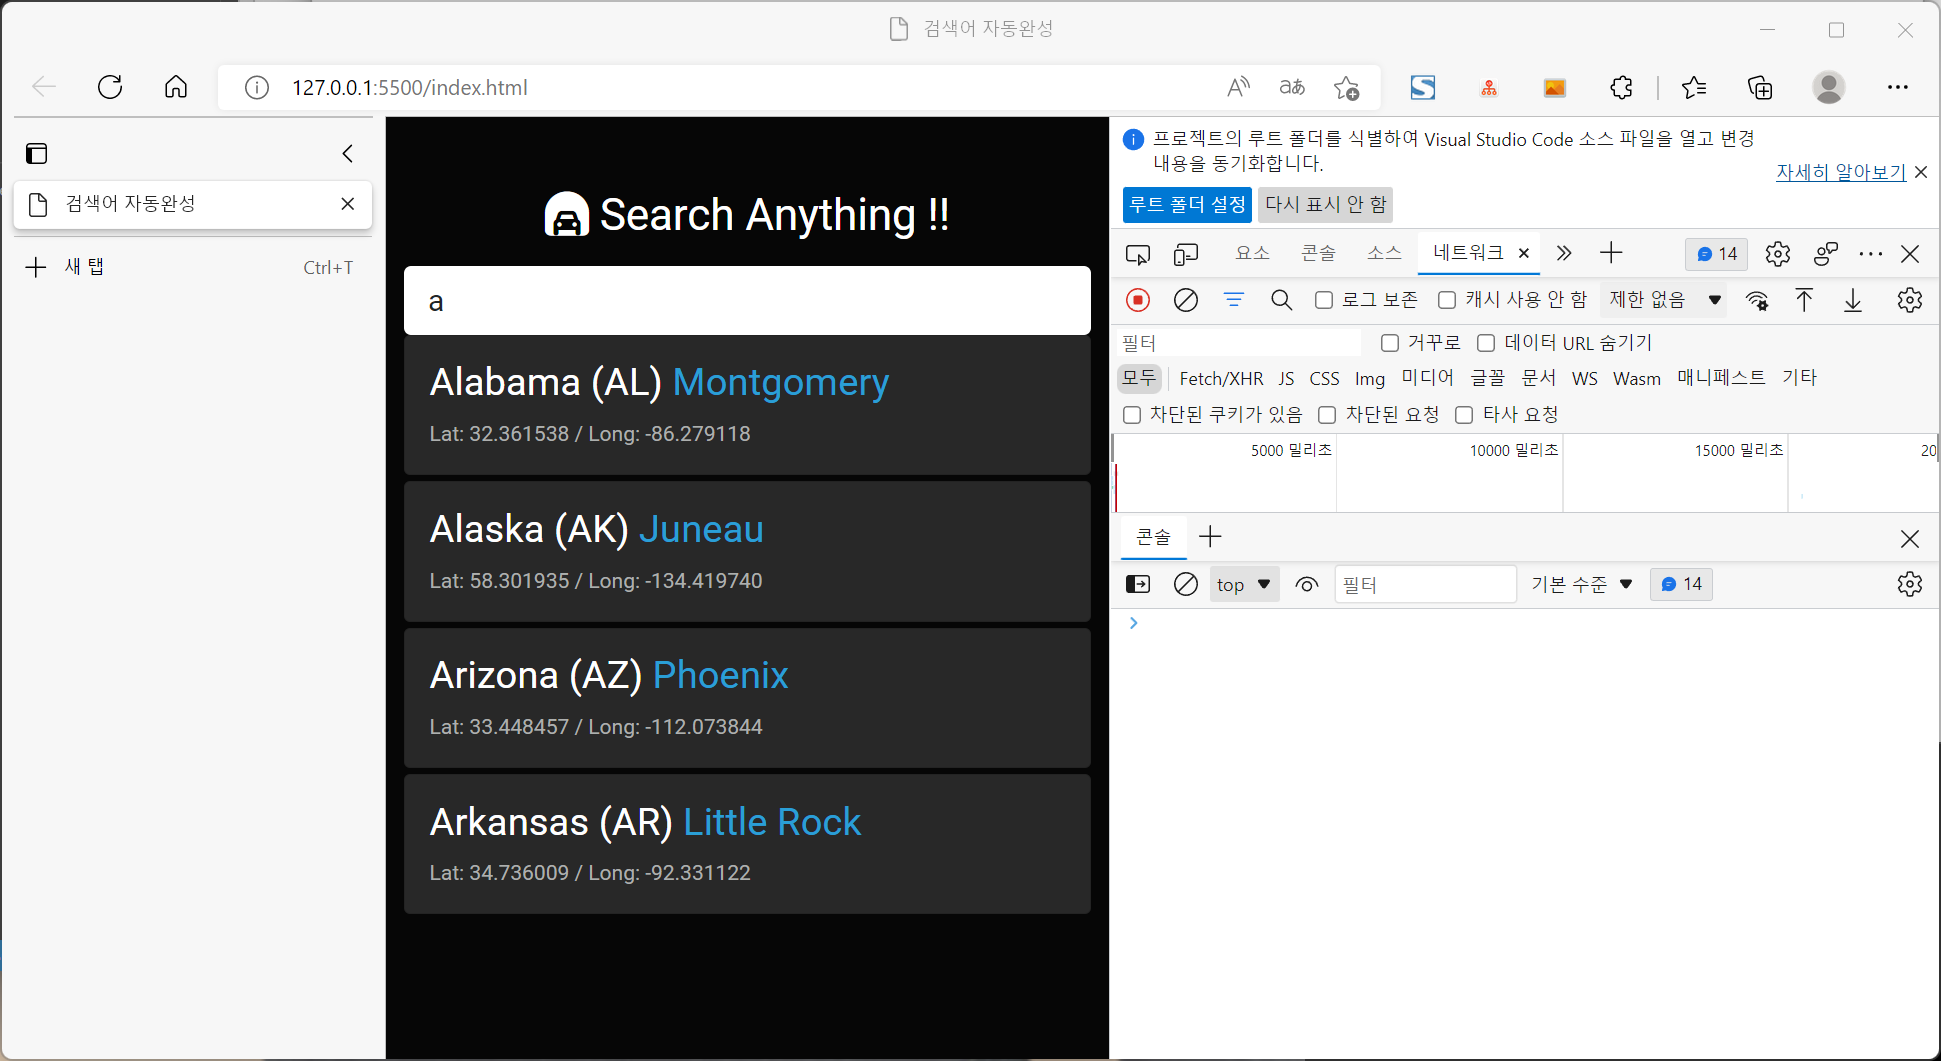 검색어 자동완성
127.0.0.1:5500/index.html
aあ
검색어 자동완성
새 탭
Ctrl+T
Search Anything !!
a
Alabama (AL) Montgomery
Lat: 32.361538 / Long: -86.279118
Alaska (AK) Juneau
Lat: 58.301935 / Long: -134.419740
Arizona (AZ) Phoenix
Lat: 33.448457 / Long: -112.073844
Arkansas (AR) Little Rock
Lat: 34.736009 / Long: -92.331122
프로젝트의 루트 폴더를 식별하여 Visual Studio Code 소스 파일을 열고 변경
내용을 동기화합니다.
자세히 알아보기
루트 폴더 설정 다시 표시 안 함
요소 콘솔 소스 네트워크 14
로그 보존 캐시 사용 안 함 제한 없음
필터 거꾸로 데이터 URL 숨기기
모두 Fetch/XHR JS CSS Img 미디어 글꼴 문서 WS Wasm 매니페스트 기타
차단된 쿠키가 있음 차단된 요청 타사 요청
5000 밀리초 10000 밀리초 15000 밀리초 20
콘솔
top 필터 기본 수준 14